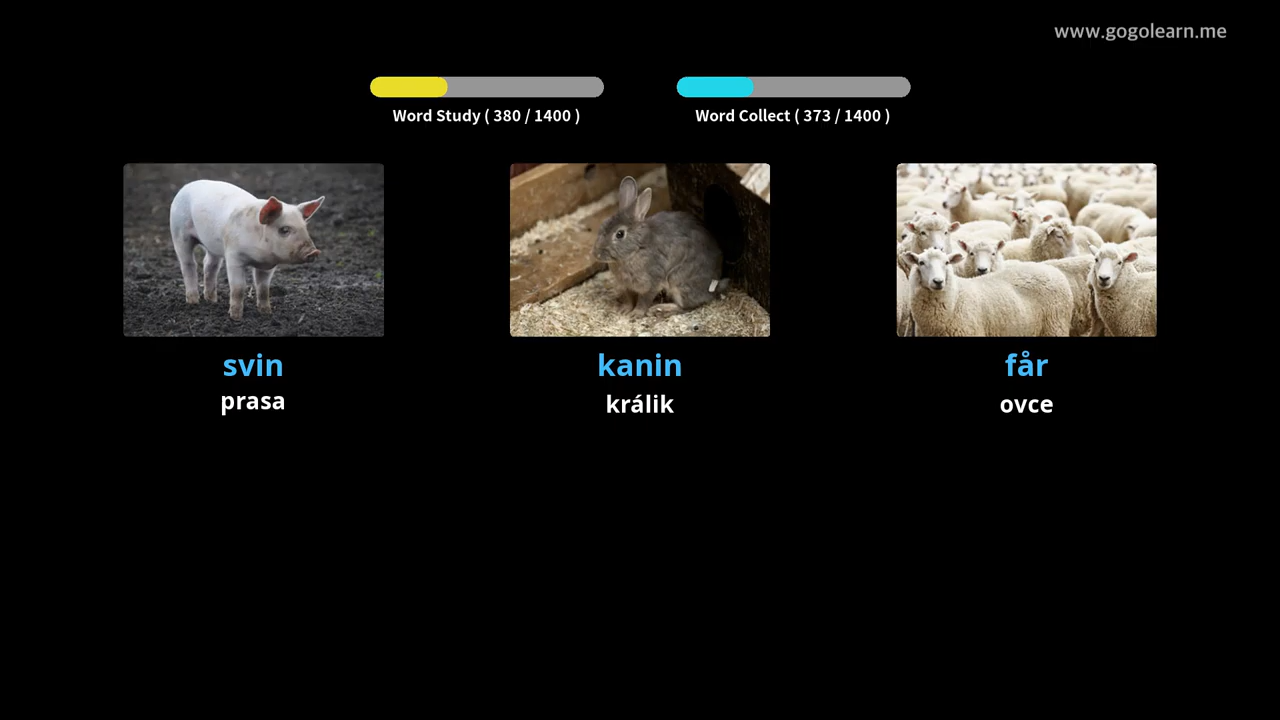 www.gogolearn.me
Word Study ( 380 / 1400 )
Word Collect ( 373 / 1400 )
svin
prasa
kanin
králik
får
ovce